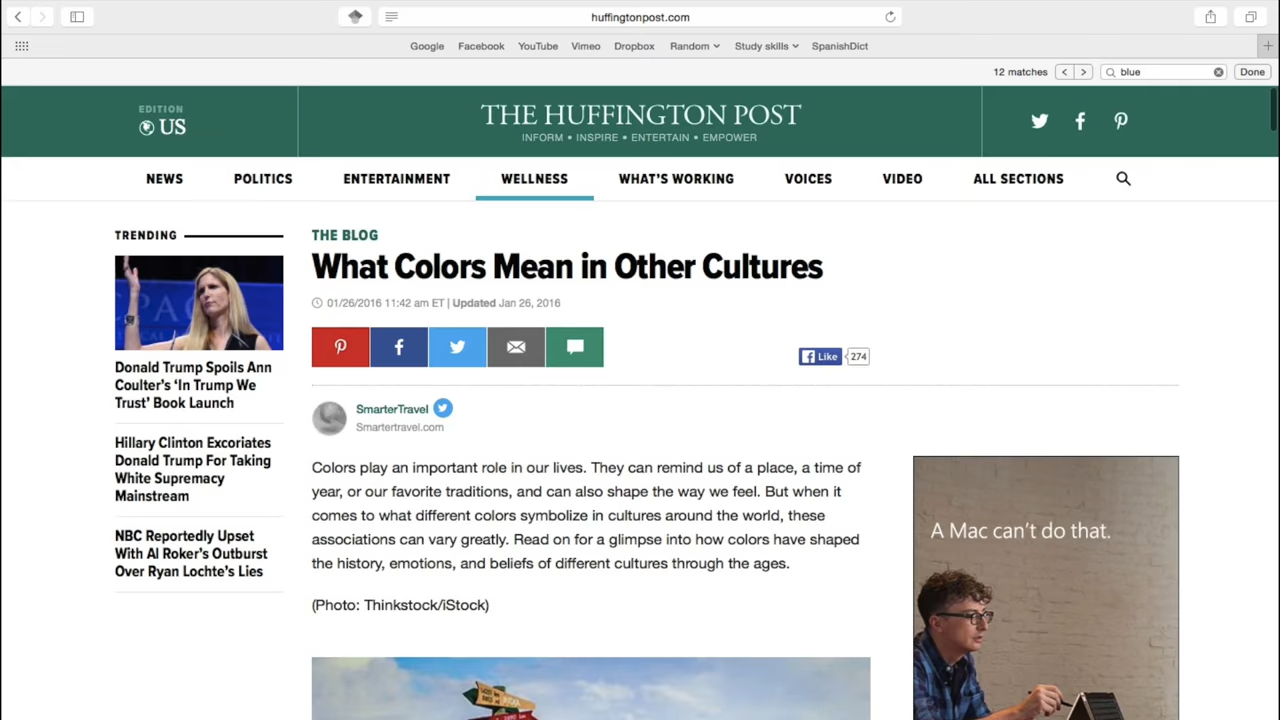 huffingtonpost.com
Google Facebook YouTube Vimeo Dropbox Random Study skills SpanishDict
12 matches blue Done
EDITION
US
THE HUFFINGTON POST
INFORM • INSPIRE • ENTERTAIN • EMPOWER
NEWS POLITICS ENTERTAINMENT WELLNESS WHAT'S WORKING VOICES VIDEO ALL SECTIONS
TRENDING
Donald Trump Spoils Ann
Coulter's 'In Trump We
Trust' Book Launch
Hillary Clinton Excoriates
Donald Trump For Taking
White Supremacy
Mainstream
NBC Reportedly Upset
With Al Roker's Outburst
Over Ryan Lochte's Lies
THE BLOG
What Colors Mean in Other Cultures
01/26/2016 11:42 am ET | Updated Jan 26, 2016
Like 274
SmarterTravel
Smartertravel.com
Colors play an important role in our lives. They can remind us of a place, a time of
year, or our favorite traditions, and can also shape the way we feel. But when it
comes to what different colors symbolize in cultures around the world, these
associations can vary greatly. Read on for a glimpse into how colors have shaped
the history, emotions, and beliefs of different cultures through the ages.
(Photo: Thinkstock/iStock)
A Mac can't do that.